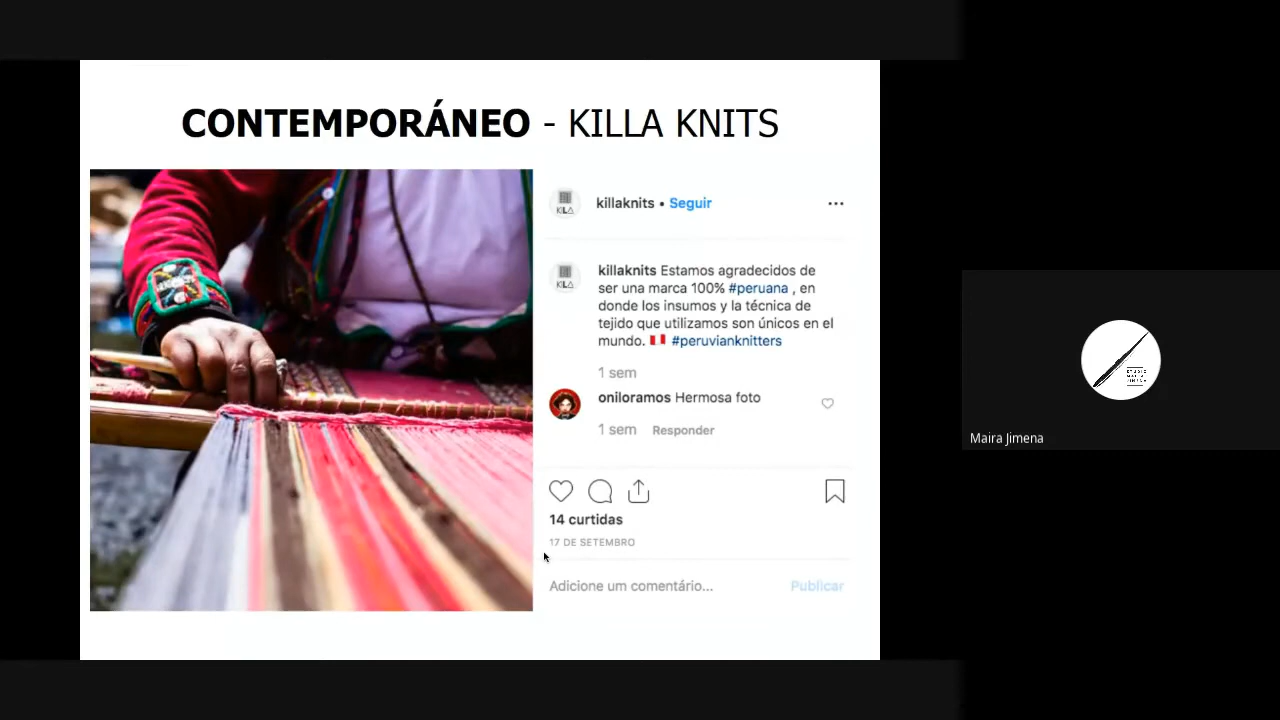 CONTEMPORÁNEO - KILLA KNITS
killaknits • Seguir
killaknits Estamos agradecidos de
ser una marca 100% #peruana , en
donde los insumos y la técnica de
tejido que utilizamos son únicos en el
mundo. 🇵🇪 #peruvianknitters
1 sem
oniloramos Hermosa foto
1 sem Responder
14 curtidas
17 DE SETEMBRO
Adicione um comentário... Publicar
Maira Jimena